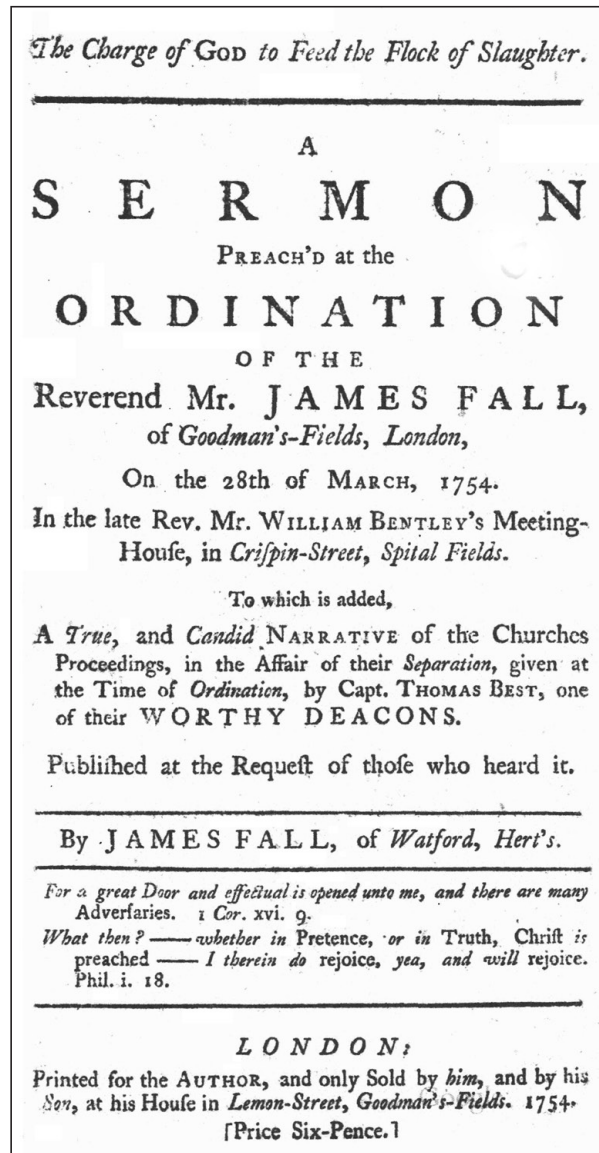 The Charge of GOD to Feed the Flock of Slaughter.
A
SERMON
PREACH'D at the
ORDINATION
OF THE
Reverend Mr. JAMES FALL,
of Goodman's-Fields, London,
On the 28th of MARCH, 1754.
In the late Rev. Mr. WILLIAM BENTLEY's Meeting-
Houſe, in Criſpin-Street, Spital Fields.
To which is added,
A True, and Candid NARRATIVE of the Churches
Proceedings, in the Affair of their Separation, given at
the Time of Ordination, by Capt. THOMAS BEST, one
of their WORTHY DEACONS.
Publiſhed at the Requeſt of thoſe who heard it.
By JAMES FALL, of Watford, Hert's.
For a great Door and effectual is opened unto me, and there are many
Adverſaries. 1 Cor. xvi. 9.
What then? —— whether in Pretence, or in Truth, Chriſt is
preached —— I therein do rejoice, yea, and will rejoice.
Phil. i. 18.
LONDON:
Printed for the AUTHOR, and only Sold by him, and by his
Son, at his Houſe in Lemon-Street, Goodman's-Fields. 1754.
[Price Six-Pence.]